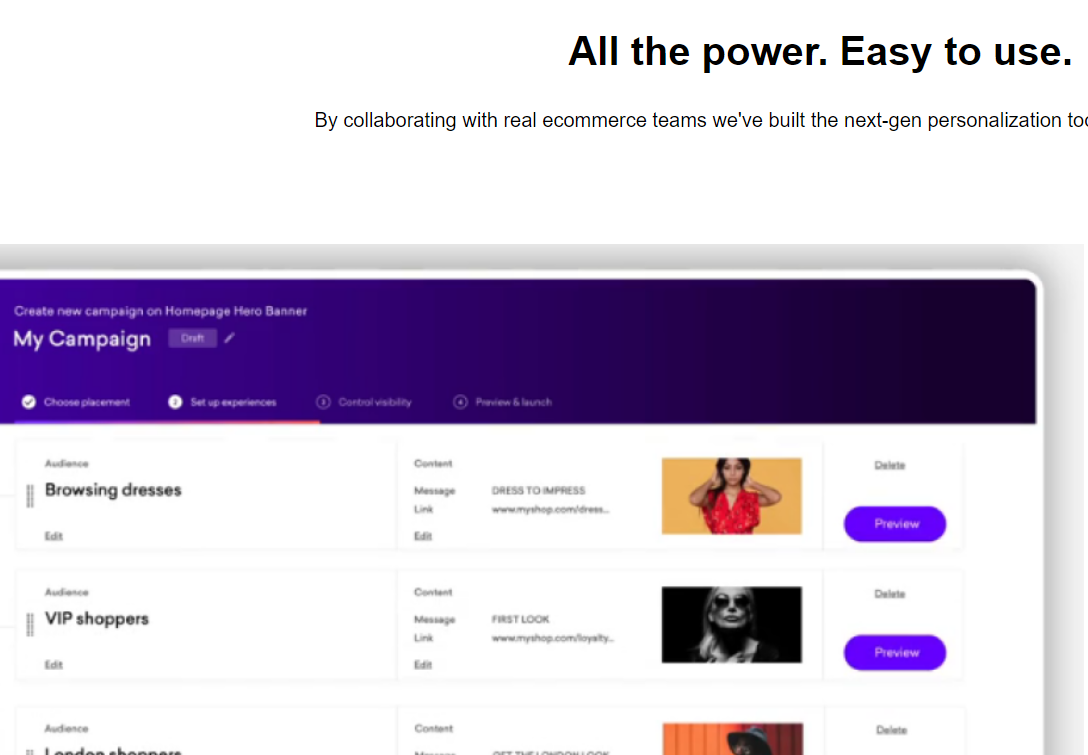 All the power. Easy to use.
By collaborating with real ecommerce teams we've built the next-gen personalization
Create new campaign on Homepage Hero Banner
My Campaign Draft
Choose placement 2 Set up experiences 3 Control visibility 4 Preview & launch
Audience Content Delete
Browsing dresses Message DRESS TO IMPRESS
Link www.myshop.com/dress...
Preview
Edit Edit
Audience Content Delete
VIP shoppers Message FIRST LOOK
Link www.myshop.com/loyalty...
Preview
Edit Edit
Audience Content Delete
London shoppers Message GET THE LONDON LOOK